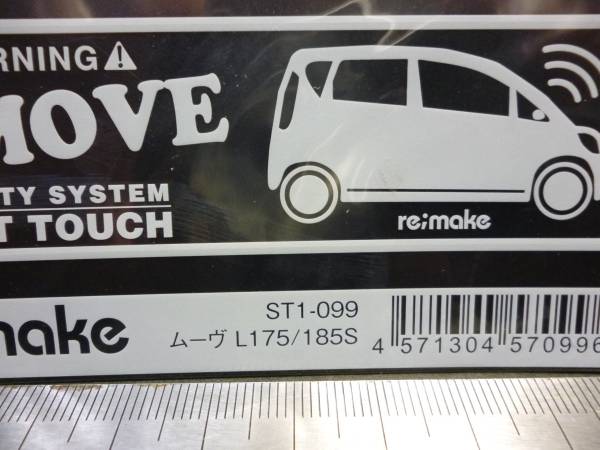 RNING
MOVE
TY SYSTEM
T TOUCH
re;make
make
ST1-099
ムーヴ L175/185S
4 571304 570996